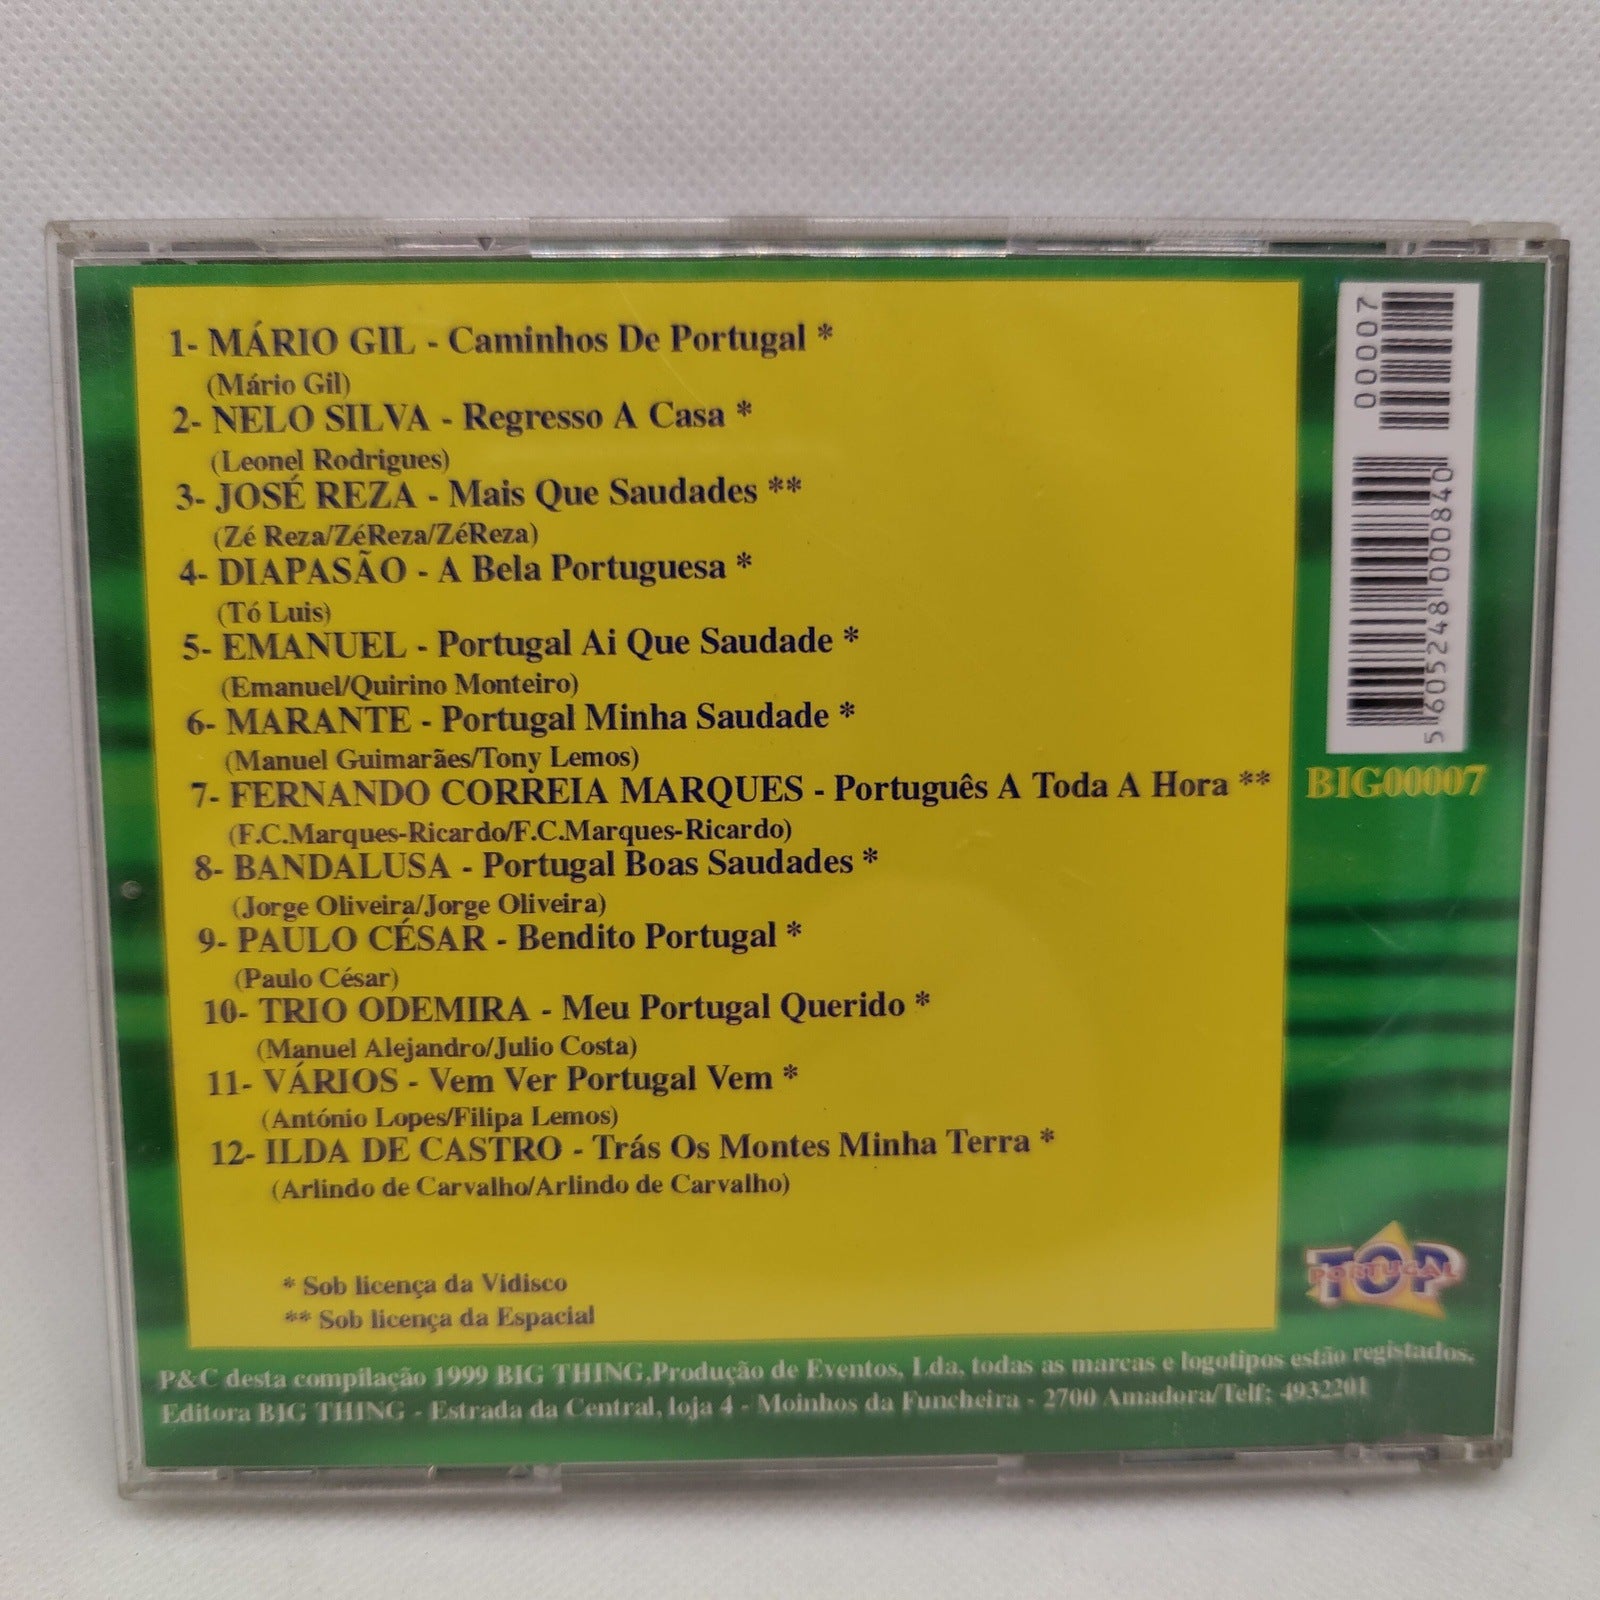 1- MÁRIO GIL - Caminhos De Portugal *
(Mário Gil)
2- NELO SILVA - Regresso A Casa *
(Leonel Rodrigues)
3- JOSÉ REZA - Mais Que Saudades **
(Zé Reza/ZéReza/ZéReza)
4- DIAPASÃO - A Bela Portuguesa *
(Tó Luis)
5- EMANUEL - Portugal Ai Que Saudade *
(Emanuel/Quirino Monteiro)
6- MARANTE - Portugal Minha Saudade *
(Manuel Guimarães/Tony Lemos)
7- FERNANDO CORREIA MARQUES - Português A Toda A Hora **
(F.C.Marques-Ricardo/F.C.Marques-Ricardo)
8- BANDALUSA - Portugal Boas Saudades *
(Jorge Oliveira/Jorge Oliveira)
9- PAULO CÉSAR - Bendito Portugal *
(Paulo César)
10- TRIO ODEMIRA - Meu Portugal Querido *
(Manuel Alejandro/Julio Costa)
11- VÁRIOS - Vem Ver Portugal Vem *
(António Lopes/Filipa Lemos)
12- ILDA DE CASTRO - Trás Os Montes Minha Terra *
(Arlindo de Carvalho/Arlindo de Carvalho)
* Sob licença da Vidisco
** Sob licença da Espacial
00007
5 605248 000840
BIG00007
TOP
PORTUGAL
P&C desta compilação 1999 BIG THING,Produção de Eventos, Lda, todas as marcas e logotipos estão registados.
Editora BIG THING - Estrada da Central, loja 4 - Moinhos da Funcheira - 2700 Amadora/Telf: 4932201